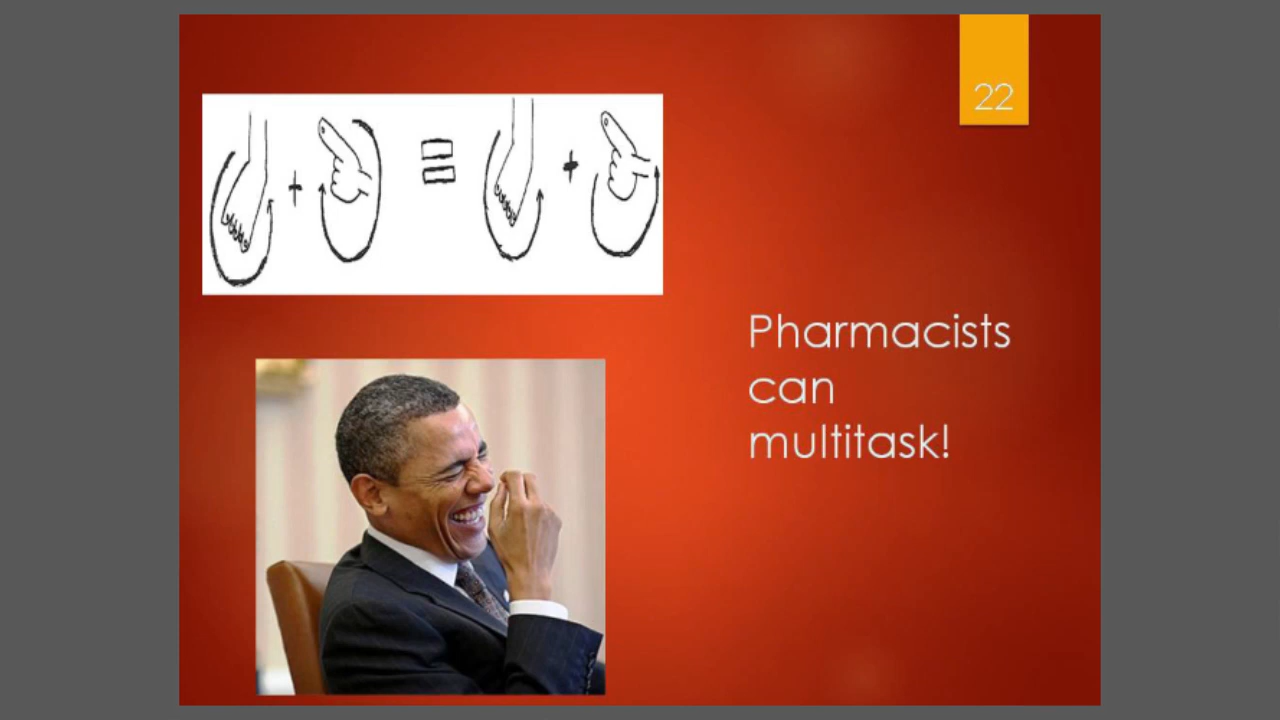 22
+ = +
Pharmacists
can
multitask!